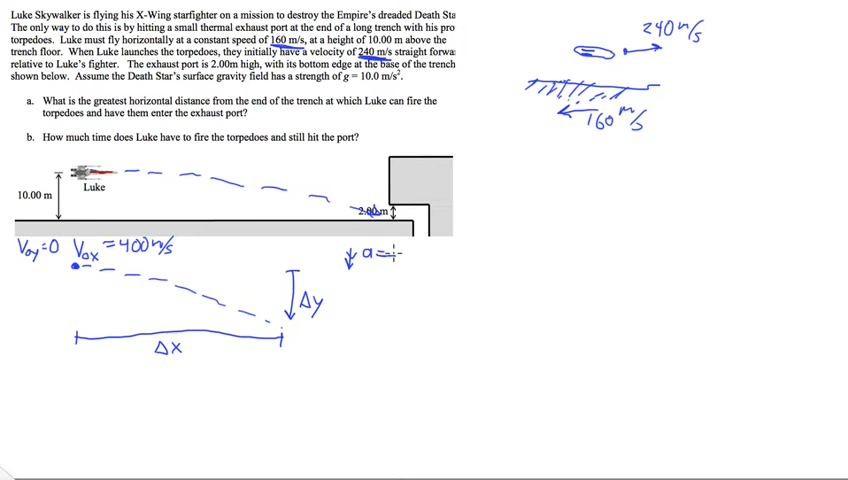 Luke Skywalker is flying his X-Wing starfighter on a mission to destroy the Empire's dreaded Death Sta
The only way to do this is by hitting a small thermal exhaust port at the end of a long trench with his pro
torpedoes. Luke must fly horizontally at a constant speed of 160 m/s, at a height of 10.00 m above the
trench floor. When Luke launches the torpedoes, they initially have a velocity of 240 m/s straight forwa
relative to Luke's fighter. The exhaust port is 2.00m high, with its bottom edge at the base of the trench
shown below. Assume the Death Star's surface gravity field has a strength of g = 10.0 m/s².
a. What is the greatest horizontal distance from the end of the trench at which Luke can fire the
torpedoes and have them enter the exhaust port?
b. How much time does Luke have to fire the torpedoes and still hit the port?
240 m/s
160 m/s
10.00 m
Luke
2.00 m
V₀y=0 V₀x=400m/s
a=
Δy
Δx